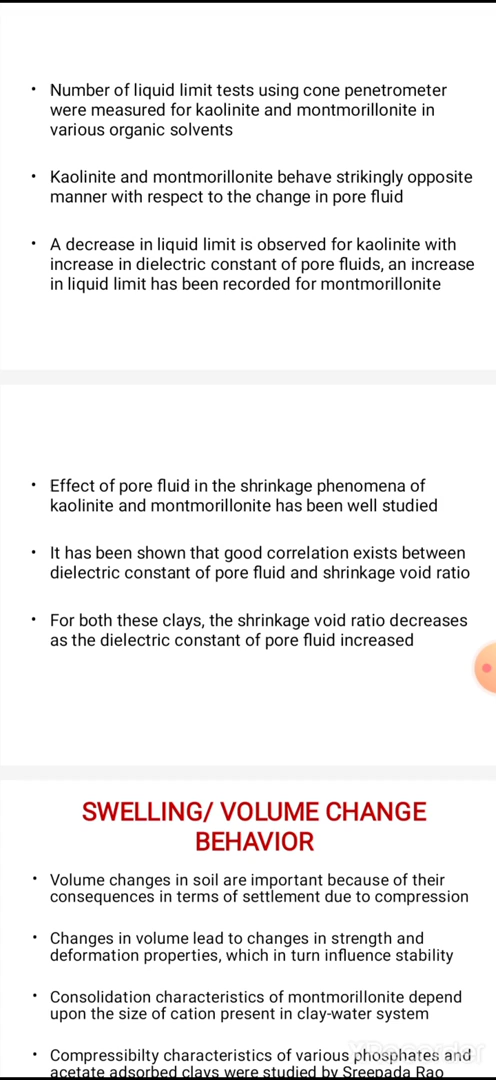 • Number of liquid limit tests using cone penetrometer
were measured for kaolinite and montmorillonite in
various organic solvents
• Kaolinite and montmorillonite behave strikingly opposite
manner with respect to the change in pore fluid
• A decrease in liquid limit is observed for kaolinite with
increase in dielectric constant of pore fluids, an increase
in liquid limit has been recorded for montmorillonite
• Effect of pore fluid in the shrinkage phenomena of
kaolinite and montmorillonite has been well studied
• It has been shown that good correlation exists between
dielectric constant of pore fluid and shrinkage void ratio
• For both these clays, the shrinkage void ratio decreases
as the dielectric constant of pore fluid increased
SWELLING/ VOLUME CHANGE
BEHAVIOR
• Volume changes in soil are important because of their
consequences in terms of settlement due to compression
• Changes in volume lead to changes in strength and
deformation properties, which in turn influence stability
• Consolidation characteristics of montmorillonite depend
upon the size of cation present in clay-water system
• Compressibilty characteristics of various phosphates and
acetate adsorbed clays were studied by Sreepada Rao